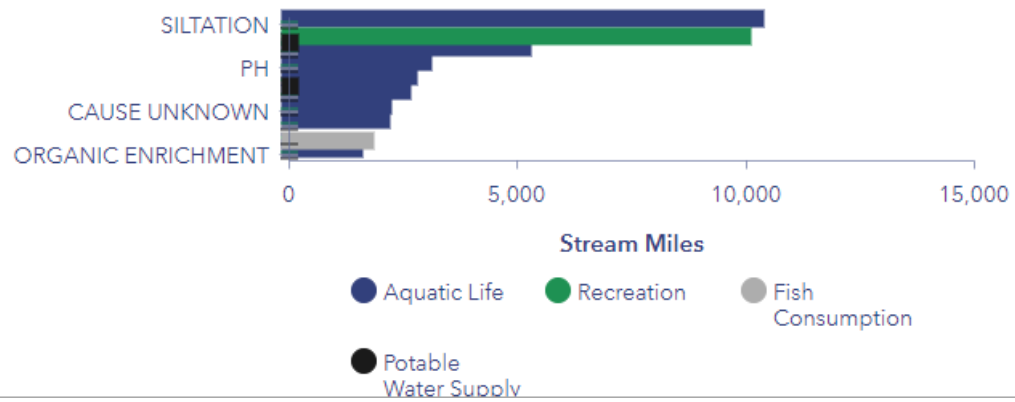 SILTATION
PH
CAUSE UNKNOWN
ORGANIC ENRICHMENT
0 5,000 10,000 15,000
Stream Miles
Aquatic Life Recreation Fish
Consumption
Potable
Water Supply